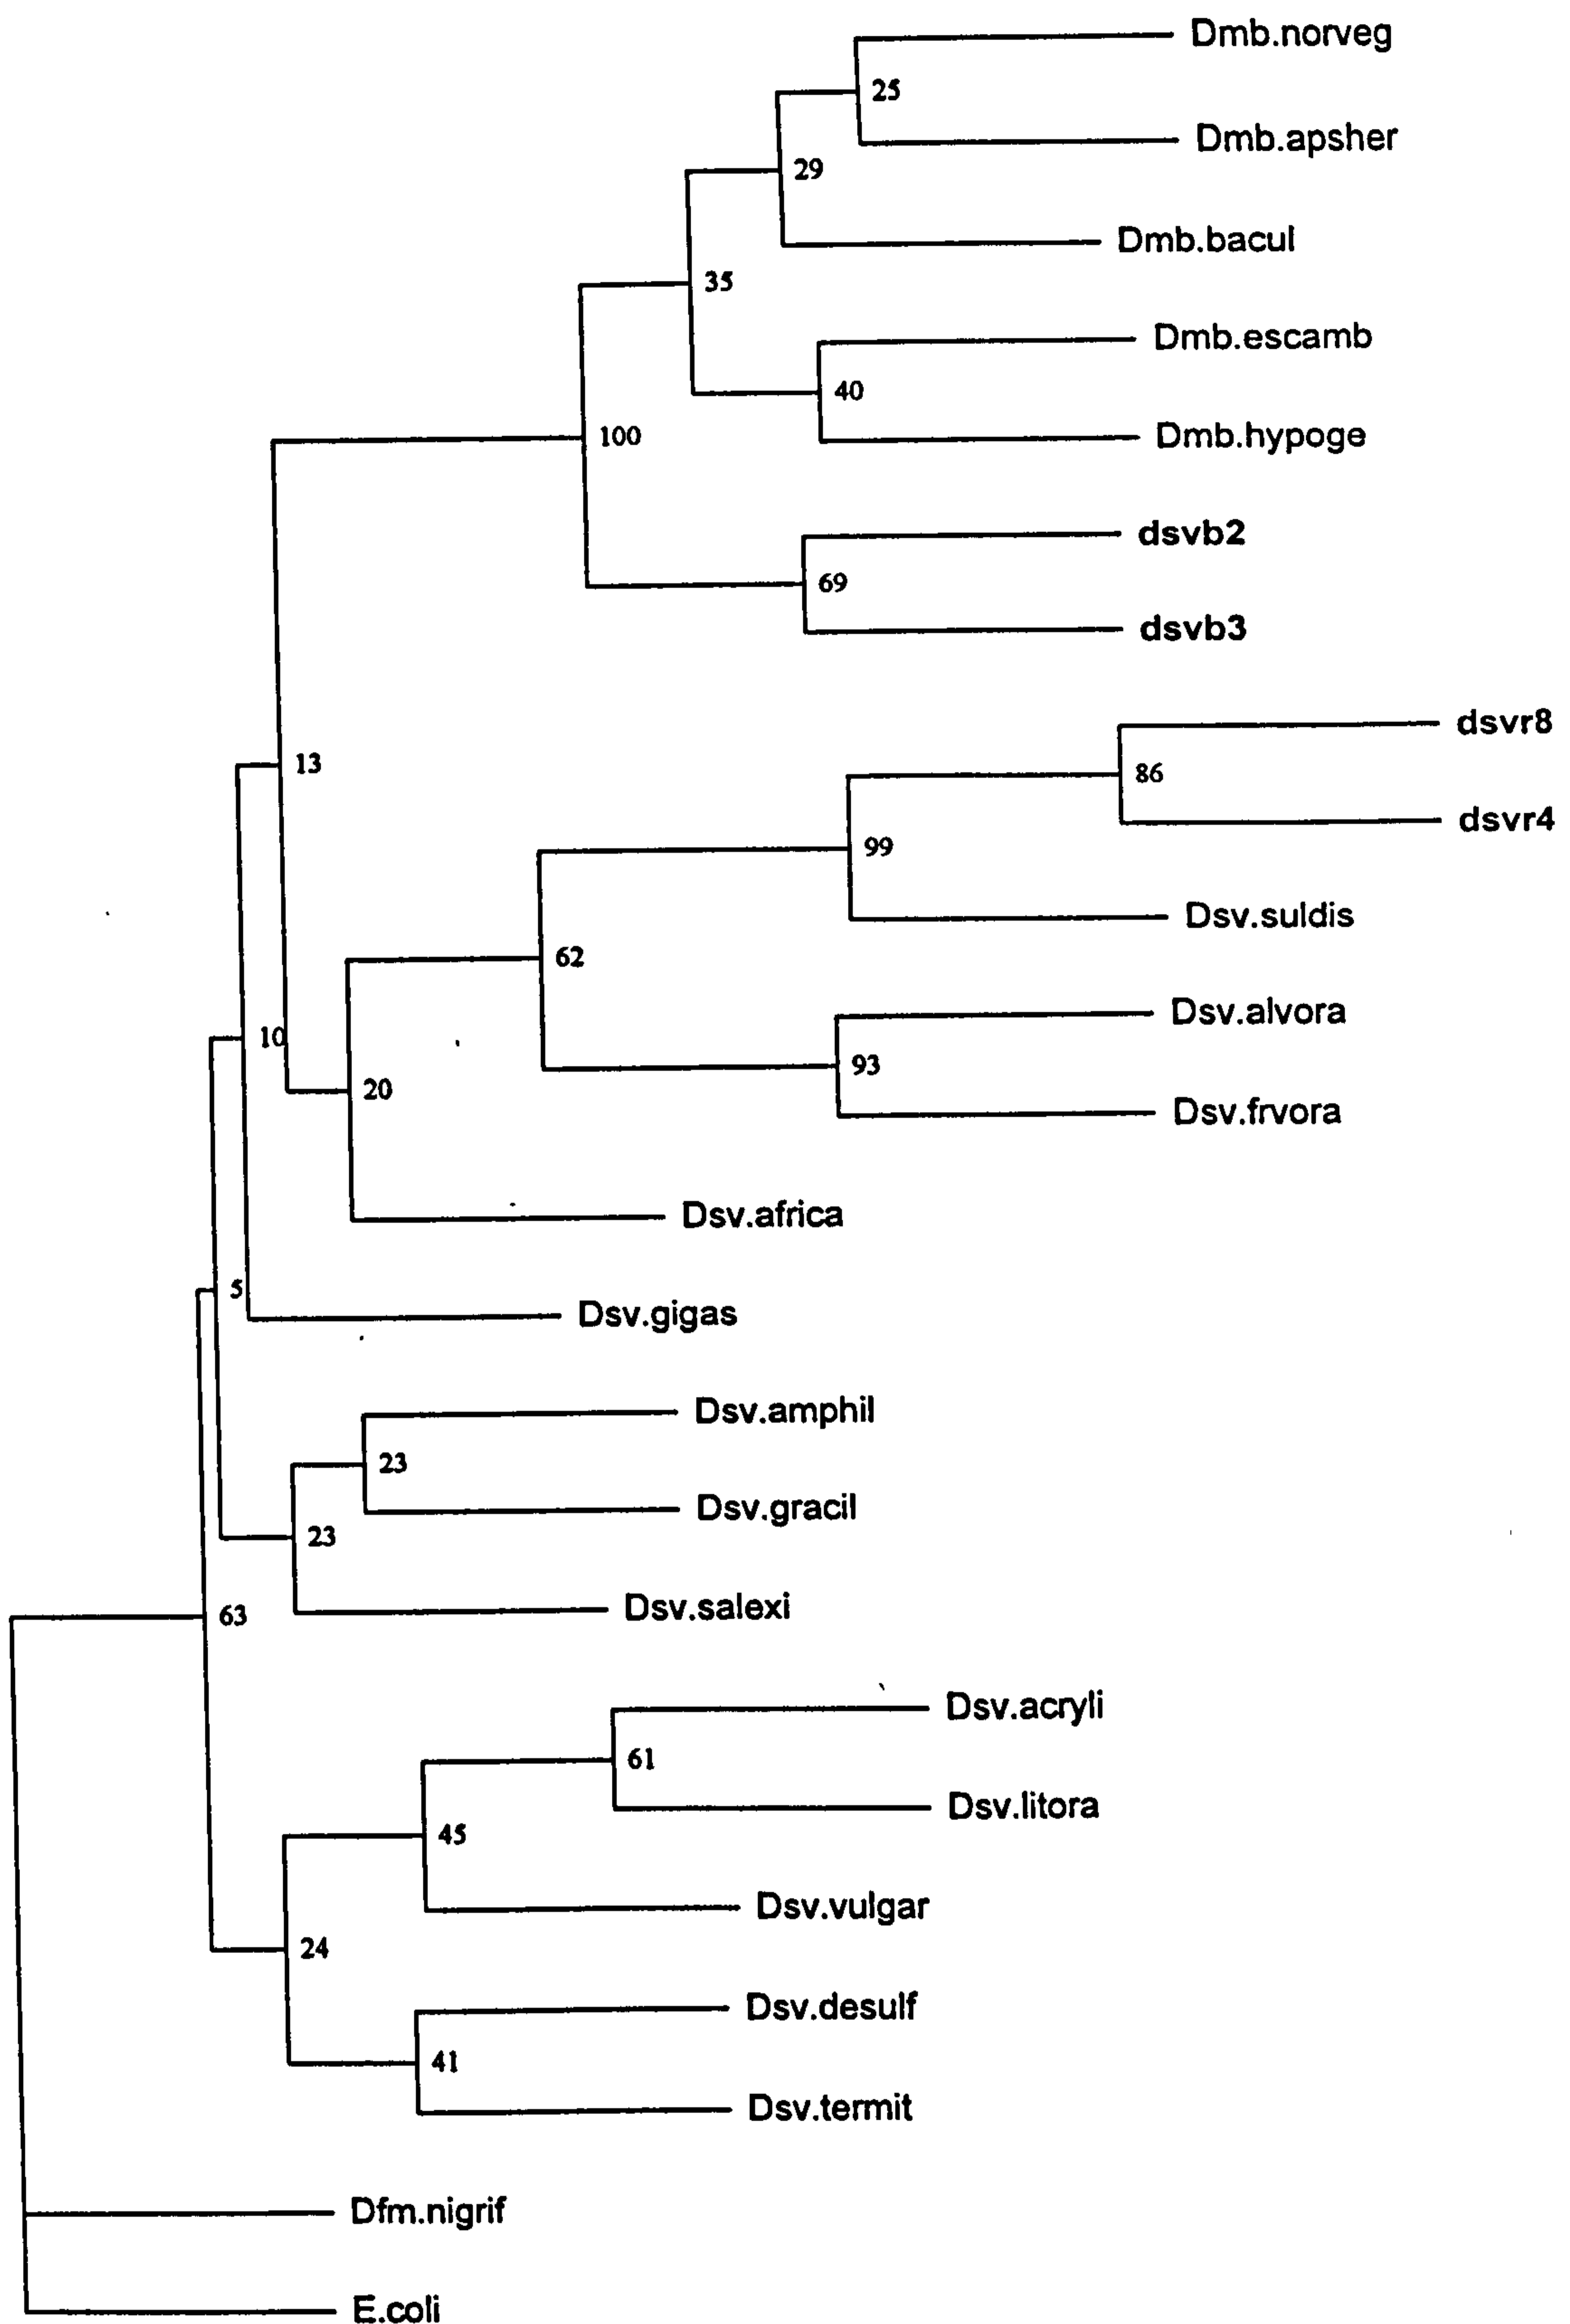 Dmb.norveg
25
Dmb.apsher
29
Dmb.bacul
35
Dmb.escamb
40
Dmb.hypoge
100
dsvb2
69
dsvb3
dsvr8
13
86
dsvr4
99
Dsv.suldis
62
Dsv.alvora
10
93
20
Dsv.frvora
Dsv.africa
5
Dsv.gigas
Dsv.amphil
23
Dsv.gracil
23
Dsv.salexi
63
Dsv.acryli
61
Dsv.litora
45
Dsv.vulgar
24
Dsv.desulf
41
Dsv.termit
Dfm.nigrif
E.coli